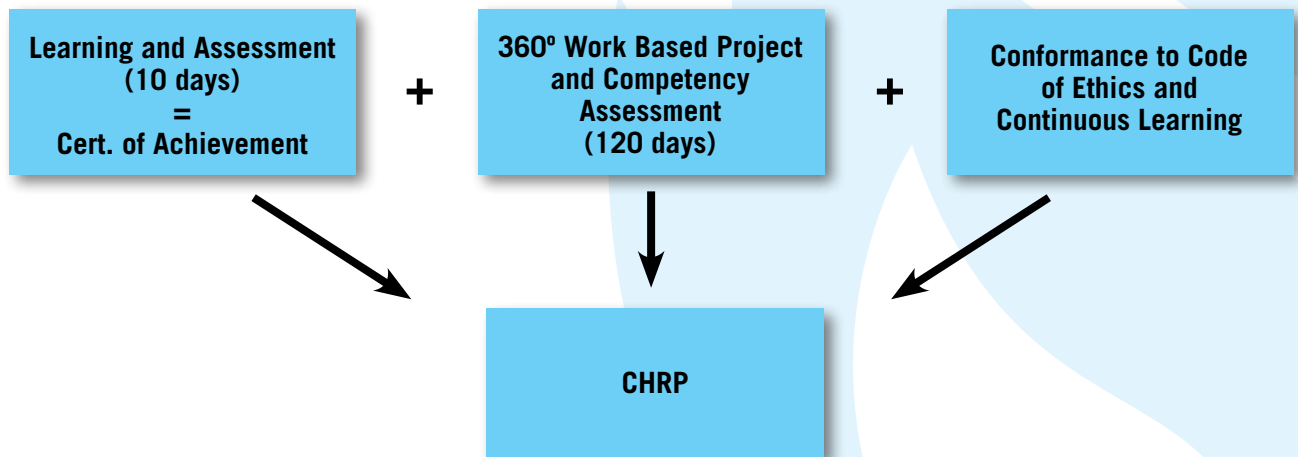 Learning and Assessment
(10 days)
=
Cert. of Achievement
+
360º Work Based Project
and Competency
Assessment
(120 days)
+
Conformance to Code
of Ethics and
Continuous Learning
CHRP